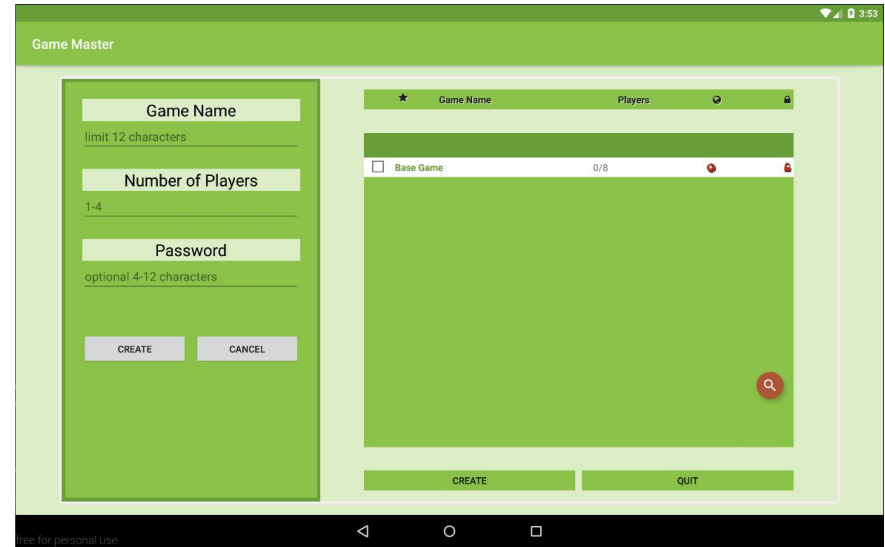 3:53
Game Master
Game Name
limit 12 characters
Number of Players
1-4
Password
optional 4-12 characters
CREATE CANCEL
Game Name Players
Base Game 0/8
CREATE QUIT
free for personal use